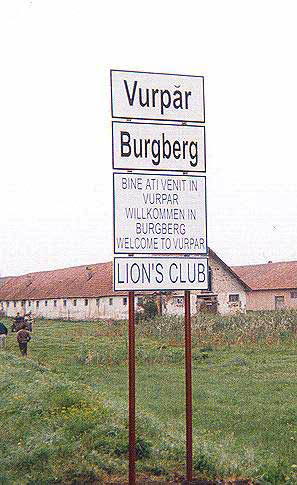 Vurpăr
Burgberg
BINE ATI VENIT IN
VURPAR
WILLKOMMEN IN
BURGBERG
WELCOME TO VURPAR
LION'S CLUB